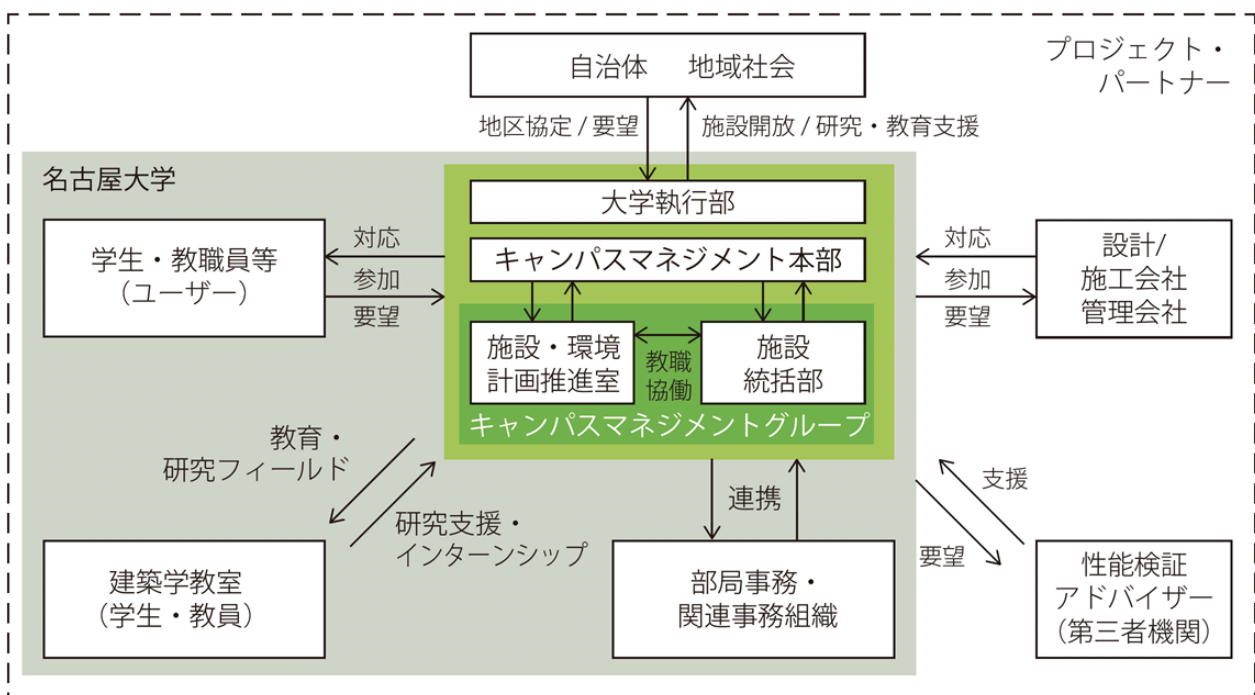 プロジェクト・
パートナー
自治体 地域社会
地区協定 / 要望
施設開放 / 研究・教育支援
名古屋大学
大学執行部
学生・教職員等
（ユーザー）
対応
参加
要望
キャンパスマネジメント本部
対応
参加
要望
設計/
施工会社
管理会社
施設・環境
計画推進室
教職
協働
施設
統括部
キャンパスマネジメントグループ
教育・
研究フィールド
研究支援・
インターンシップ
連携
支援
要望
建築学教室
（学生・教員）
部局事務・
関連事務組織
性能検証
アドバイザー
（第三者機関）